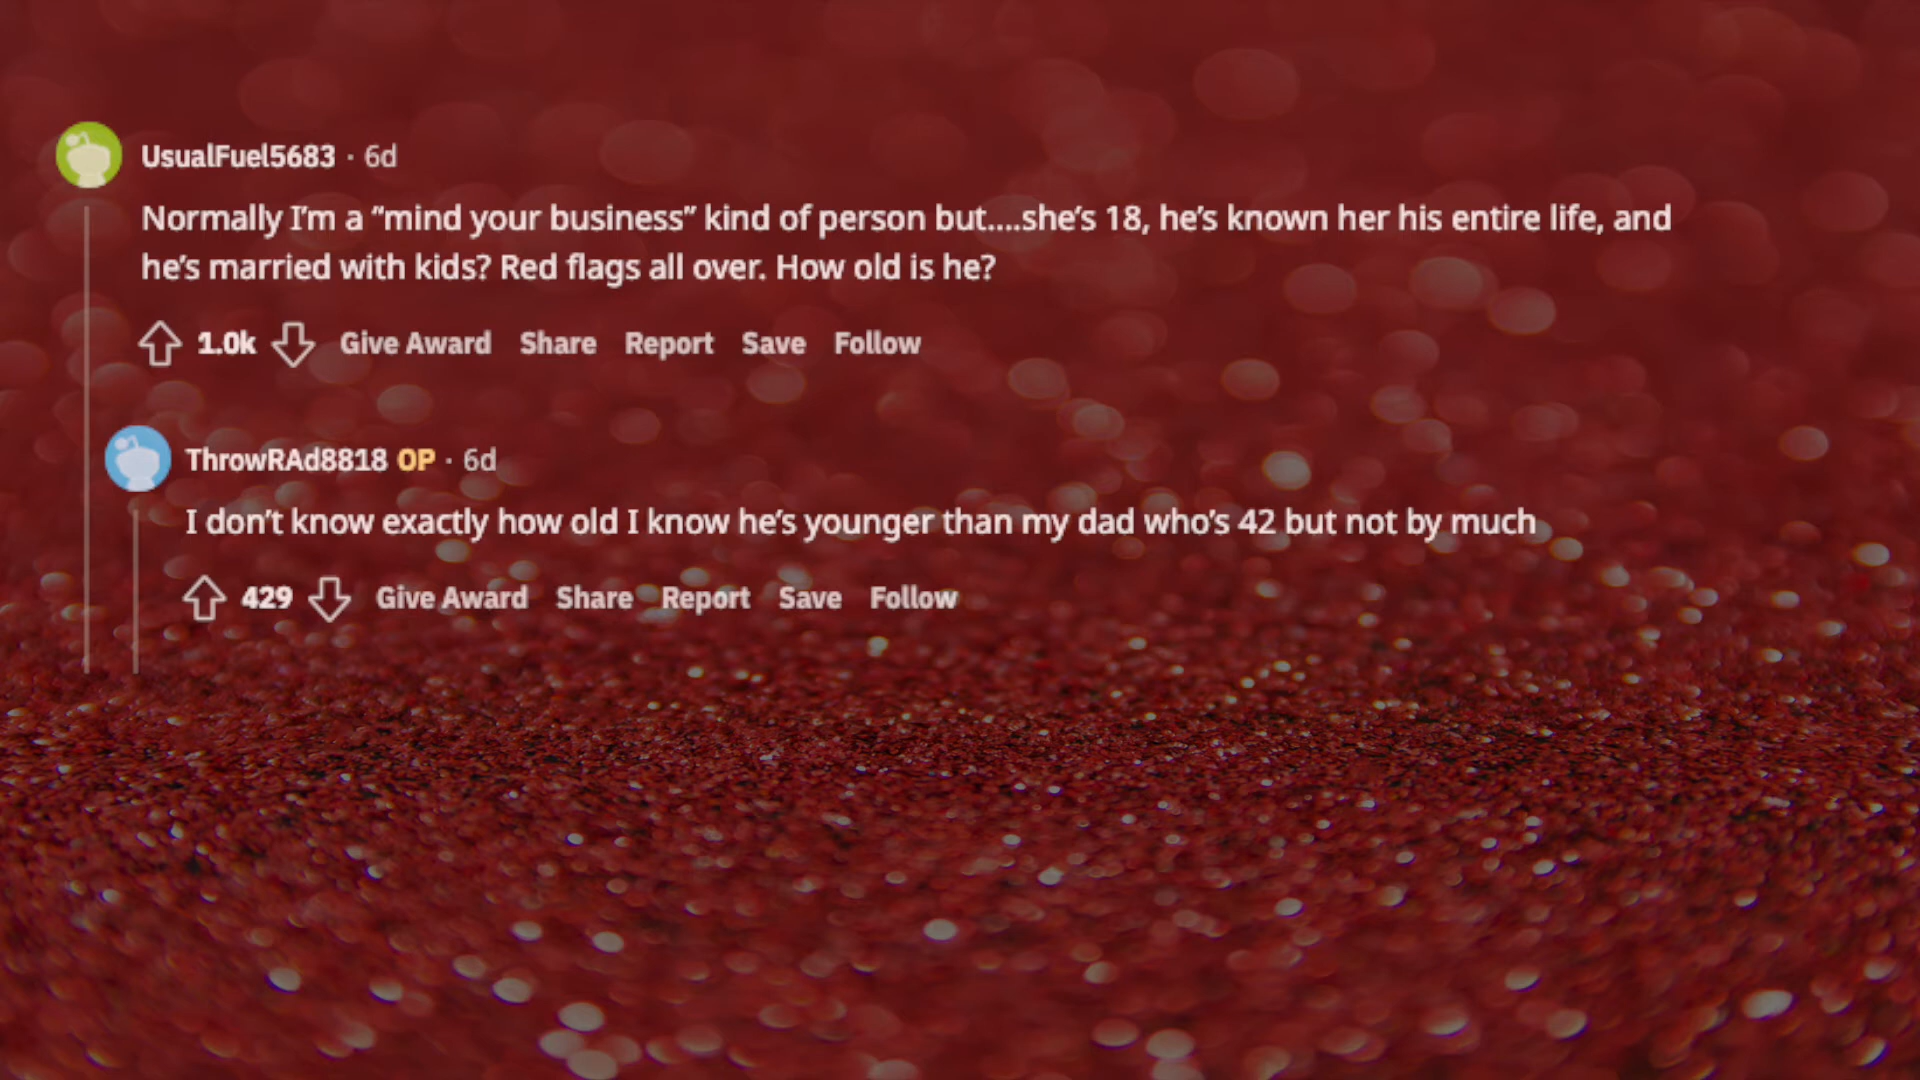 UsualFuel5683 · 6d
Normally I'm a “mind your business” kind of person but....she's 18, he's known her his entire life, and
he's married with kids? Red flags all over. How old is he?
1.0k Give Award Share Report Save Follow
ThrowRAd8818 OP · 6d
I don't know exactly how old I know he's younger than my dad who's 42 but not by much
429 Give Award Share Report Save Follow